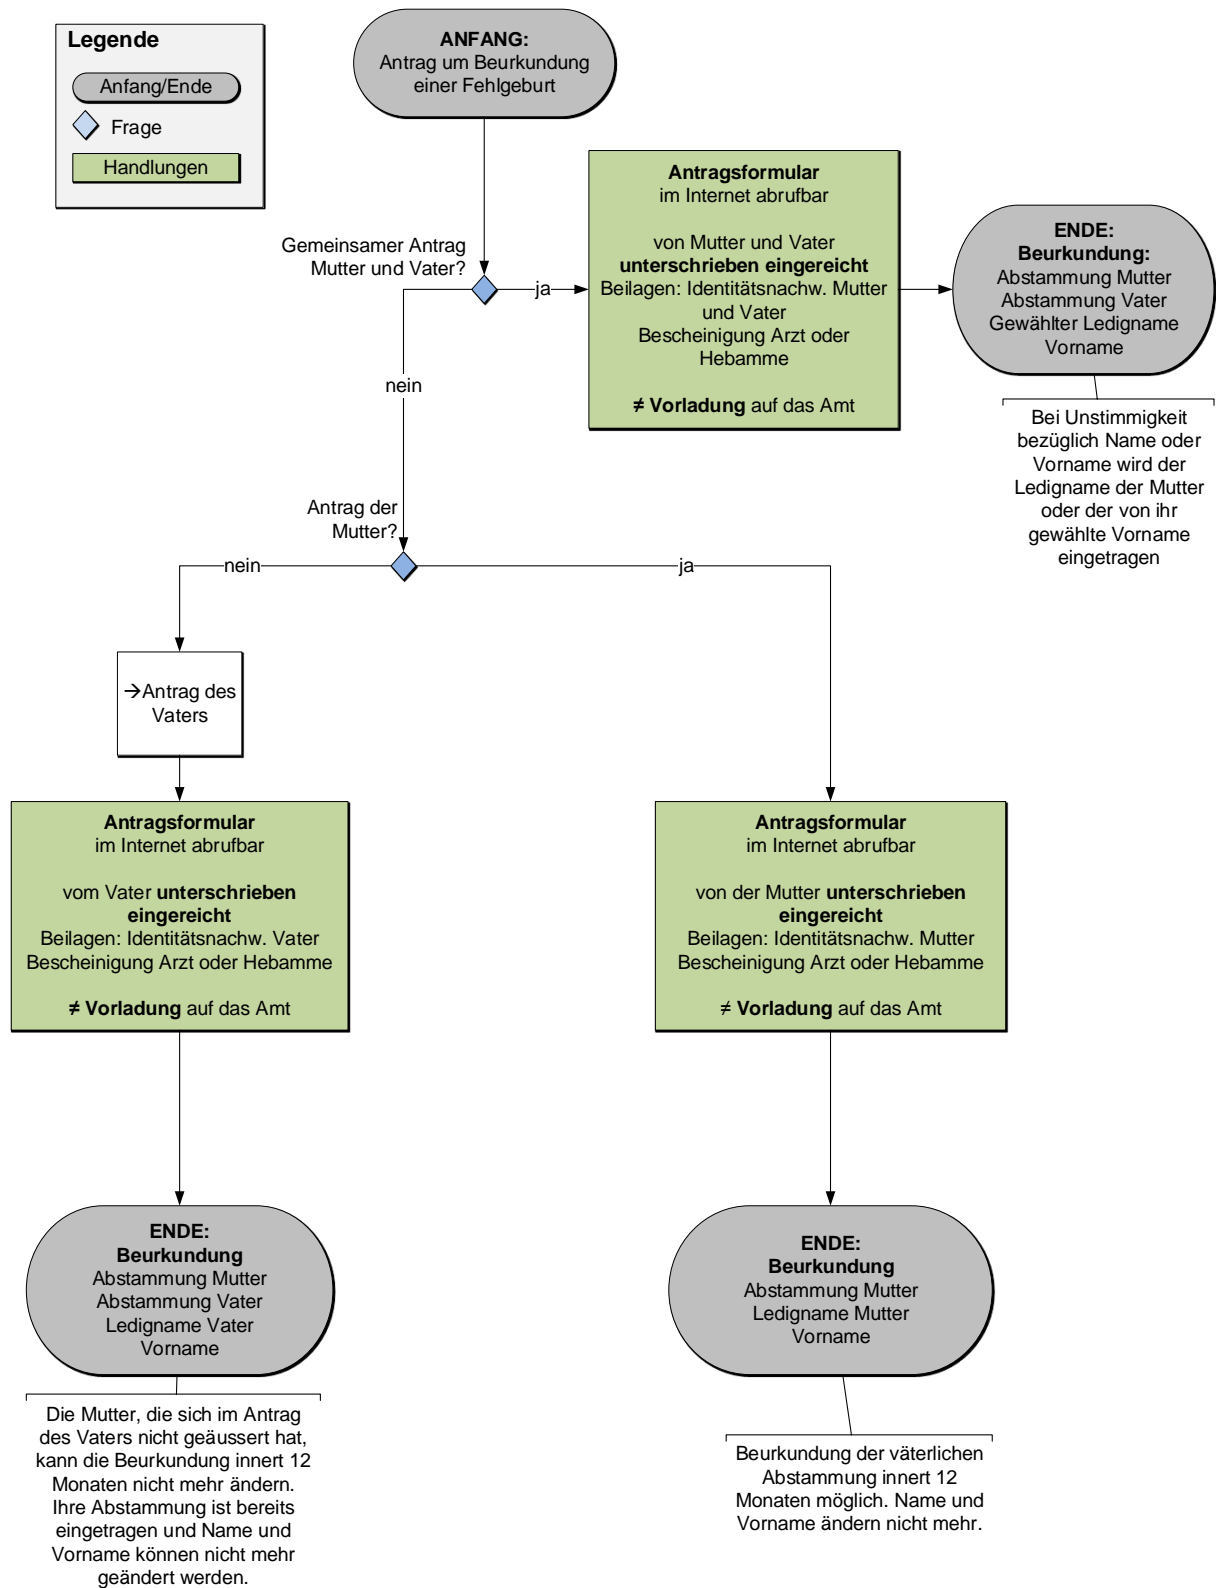 Legende
Anfang/Ende
Frage
Handlungen
ANFANG:
Antrag um Beurkundung
einer Fehlgeburt
Gemeinsamer Antrag
Mutter und Vater?
ja
nein
Antragsformular
im Internet abrufbar
von Mutter und Vater
unterschrieben eingereicht
Beilagen: Identitätsnachw. Mutter
und Vater
Bescheinigung Arzt oder
Hebamme
≠ Vorladung auf das Amt
ENDE:
Beurkundung:
Abstammung Mutter
Abstammung Vater
Gewählter Ledigname
Vorname
Bei Unstimmigkeit
bezüglich Name oder
Vorname wird der
Ledigname der Mutter
oder der von ihr
gewählte Vorname
eingetragen
Antrag der
Mutter?
nein
ja
→Antrag des
Vaters
Antragsformular
im Internet abrufbar
vom Vater unterschrieben
eingereicht
Beilagen: Identitätsnachw. Vater
Bescheinigung Arzt oder Hebamme
≠ Vorladung auf das Amt
Antragsformular
im Internet abrufbar
von der Mutter unterschrieben
eingereicht
Beilagen: Identitätsnachw. Mutter
Bescheinigung Arzt oder Hebamme
≠ Vorladung auf das Amt
ENDE:
Beurkundung
Abstammung Mutter
Abstammung Vater
Ledigname Vater
Vorname
Die Mutter, die sich im Antrag
des Vaters nicht geäussert hat,
kann die Beurkundung innert 12
Monaten nicht mehr ändern.
Ihre Abstammung ist bereits
eingetragen und Name und
Vorname können nicht mehr
geändert werden.
ENDE:
Beurkundung
Abstammung Mutter
Ledigname Mutter
Vorname
Beurkundung der väterlichen
Abstammung innert 12
Monaten möglich. Name und
Vorname ändern nicht mehr.